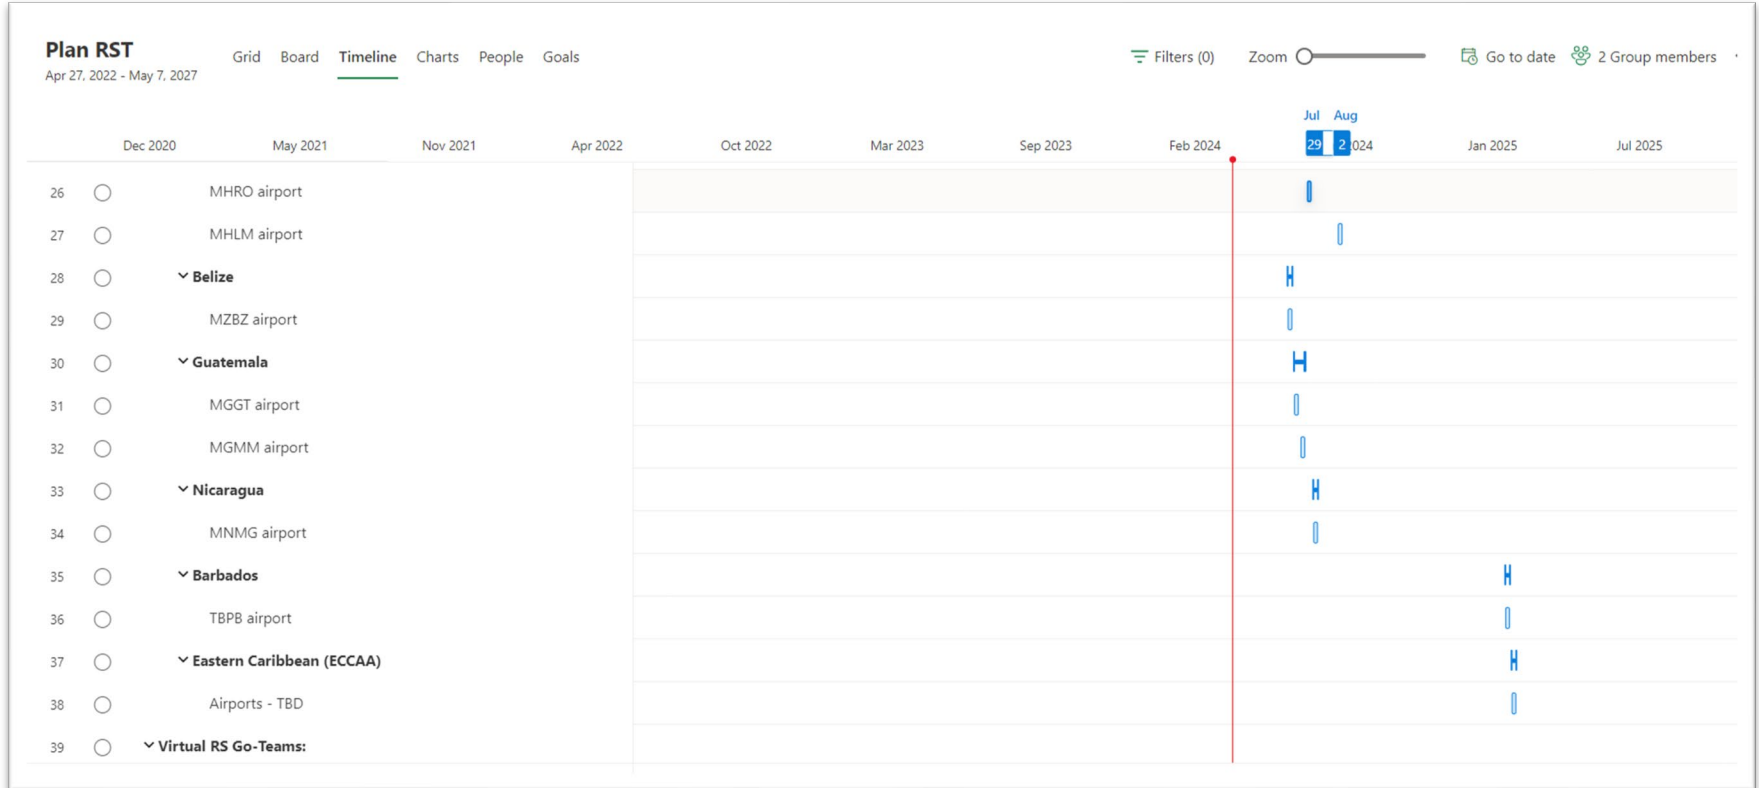 Plan RST
Apr 27, 2022 - May 7, 2027
Grid Board Timeline Charts People Goals
Filters (0) Zoom Go to date 2 Group members
Jul Aug
Dec 2020 May 2021 Nov 2021 Apr 2022 Oct 2022 Mar 2023 Sep 2023 Feb 2024 29 2 2024 Jan 2025 Jul 2025
26 MHRO airport
27 MHLM airport
28 Belize
29 MZBZ airport
30 Guatemala
31 MGGT airport
32 MGMM airport
33 Nicaragua
34 MNMG airport
35 Barbados
36 TBPB airport
37 Eastern Caribbean (ECCAA)
38 Airports - TBD
39 Virtual RS Go-Teams: